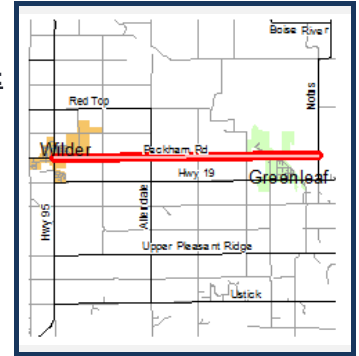 Boise River
Notus
Red Top
Wilder
Peckham Rd
Hwy 19
Greenleaf
Allendale
Hwy 95
Upper Pleasant Ridge
Ustick